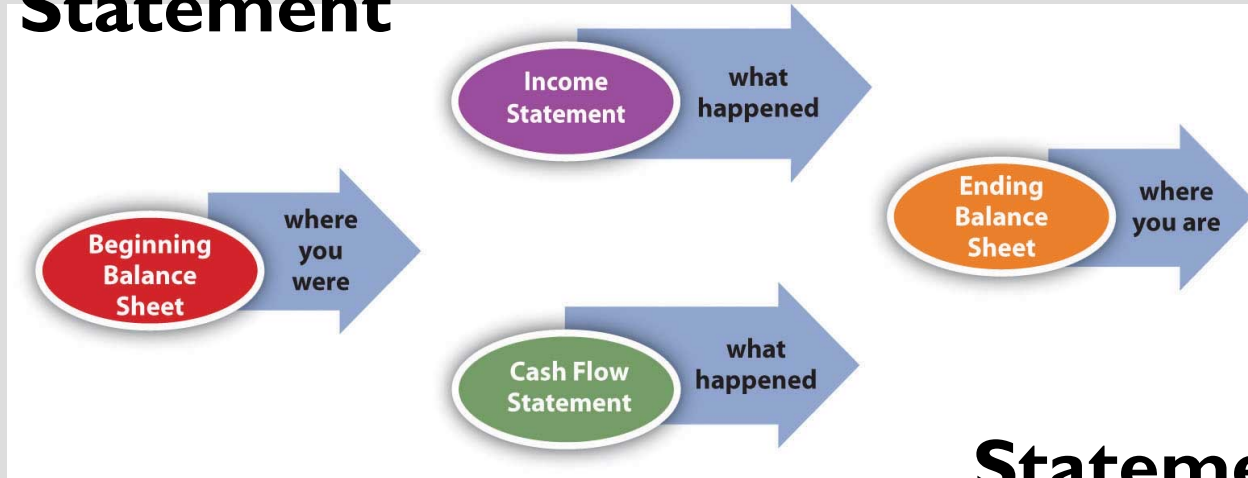 Statement
Income
Statement
what
happened
Beginning
Balance
Sheet
where
you
were
Cash Flow
Statement
what
happened
Ending
Balance
Sheet
where
you are